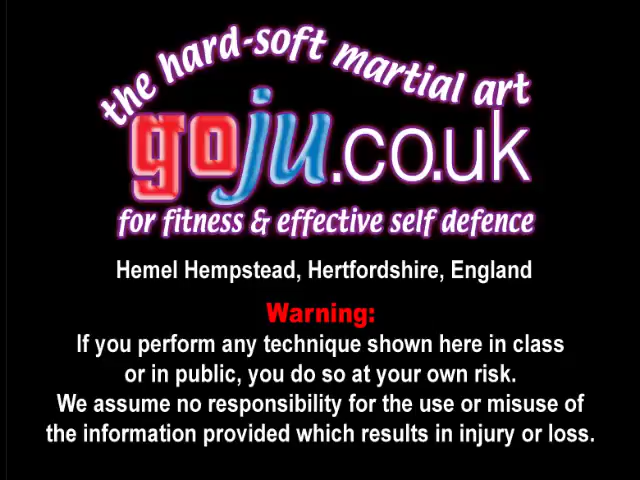 the hard-soft martial art
goju.co.uk
for fitness & effective self defence
Hemel Hempstead, Hertfordshire, England
Warning:
If you perform any technique shown here in class
or in public, you do so at your own risk.
We assume no responsibility for the use or misuse of
the information provided which results in injury or loss.